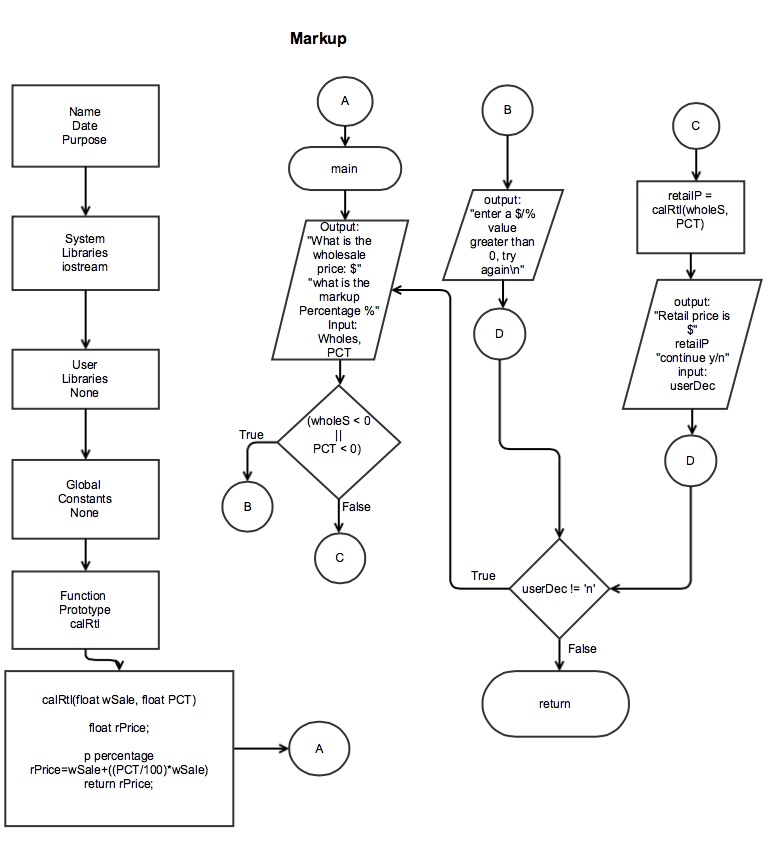 Markup
Name
Date
Purpose
System
Libraries
iostream
User
Libraries
None
Global
Constants
None
Function
Prototype
calRtl
calRtl(float wSale, float PCT)
float rPrice;
p percentage
rPrice=wSale+((PCT/100)*wSale)
return rPrice;
A
A
main
Output:
"What is the
wholesale
price: $"
"what is the
markup
Percentage %"
Input:
Wholes,
PCT
(wholeS < 0
||
PCT < 0)
True
B
False
C
B
output:
"enter a $/%
value
greater than
0, try
again\n"
D
C
retailP =
calRtl(wholeS,
PCT)
output:
"Retail price is
$"
retailP
"continue y/n"
input:
userDec
D
userDec != 'n'
True
False
return